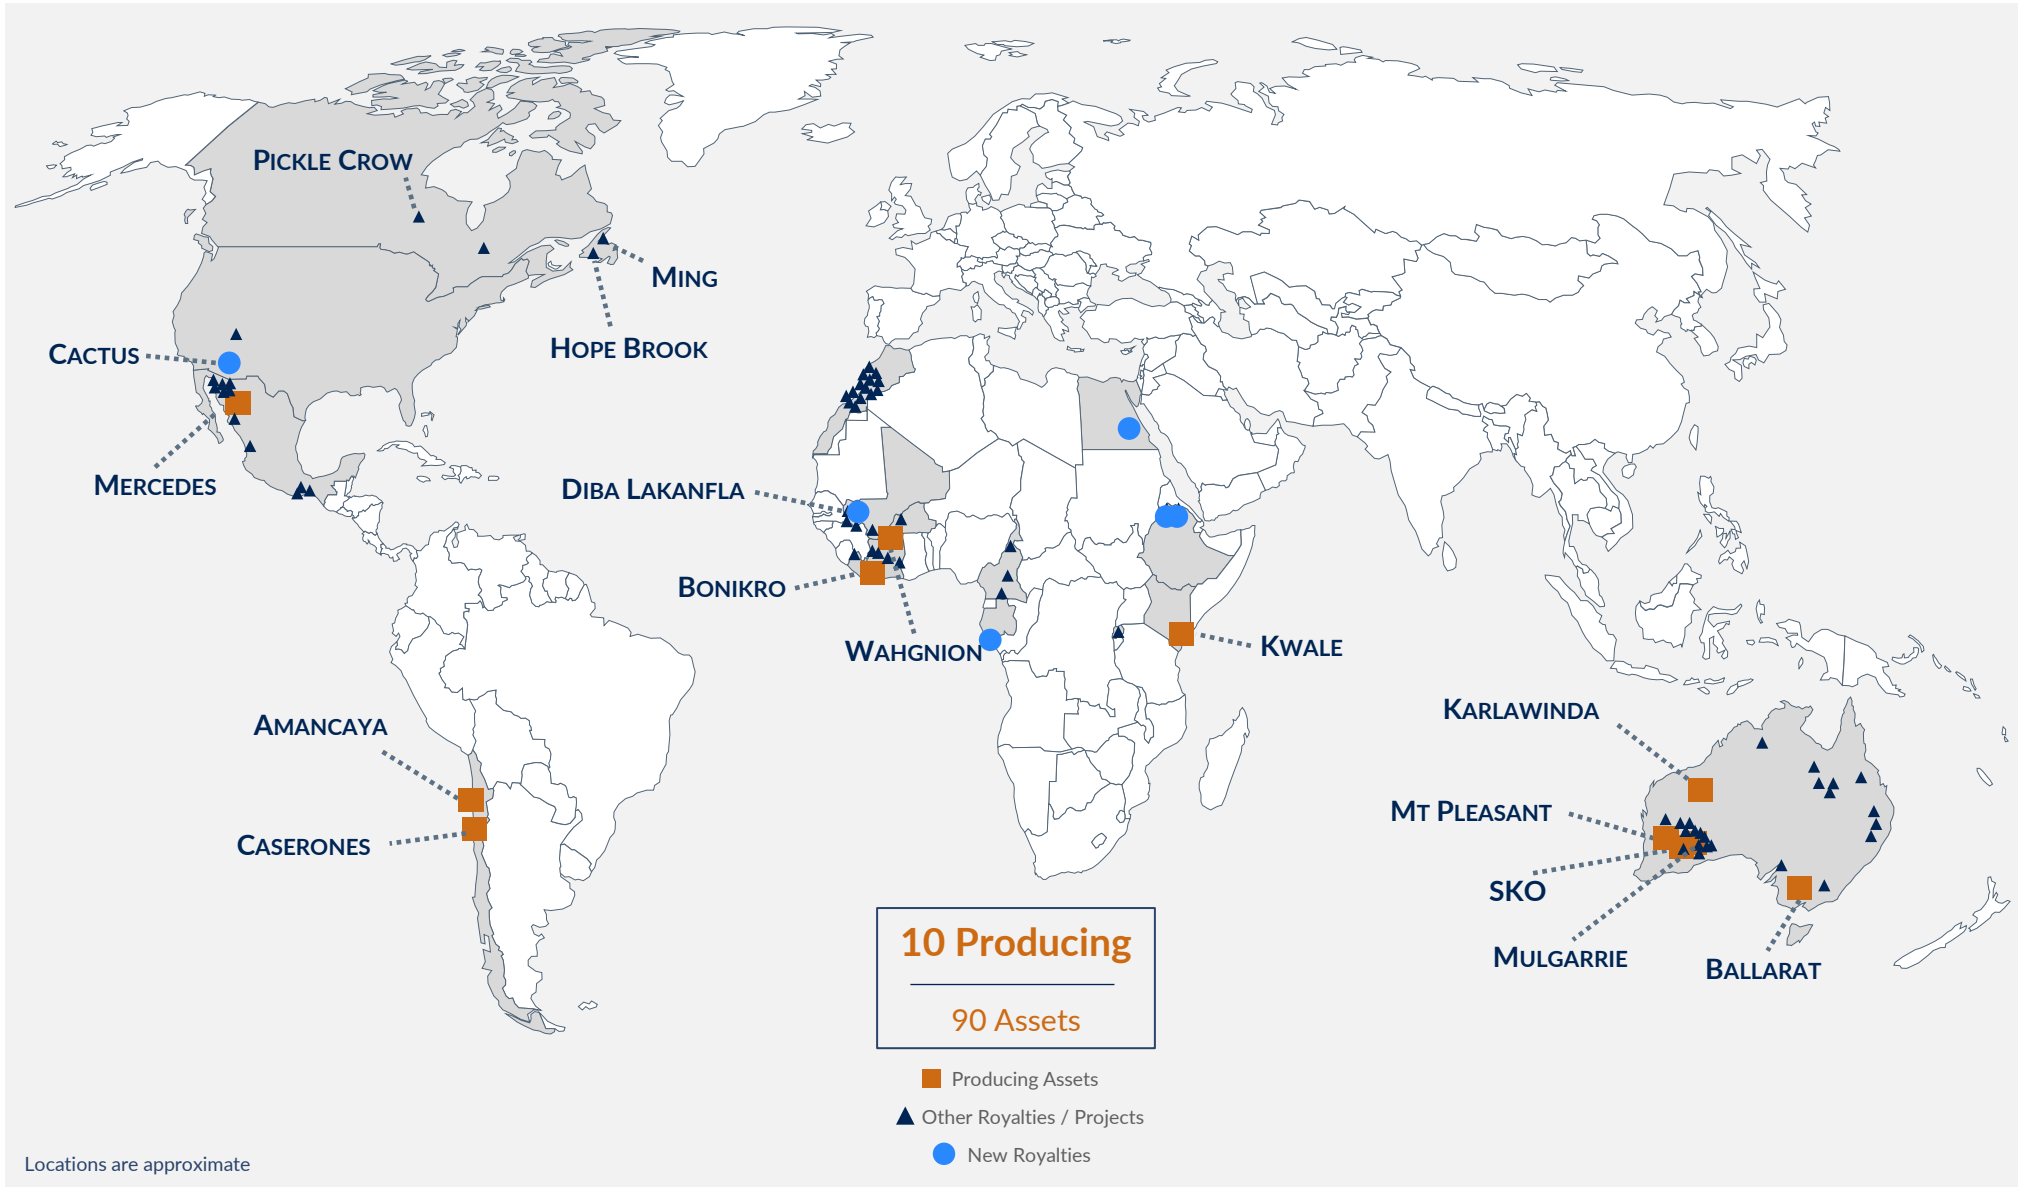 PICKLE CROW
MING
HOPE BROOK
CACTUS
MERCEDES
DIBA LAKANFLA
BONIKRO
WAHGNION
KWALE
AMANCAYA
CASERONES
KARLAWINDA
MT PLEASANT
SKO
MULGARRIE
BALLARAT
10 Producing
90 Assets
Producing Assets
Other Royalties / Projects
New Royalties
Locations are approximate